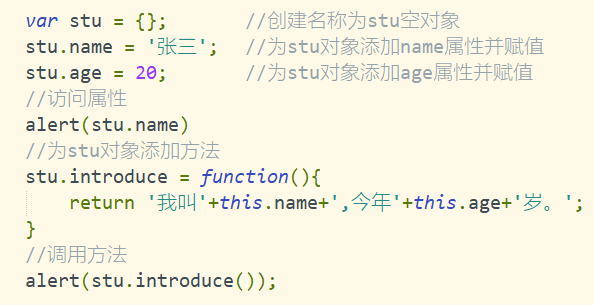 var stu = {};        //创建名称为stu空对象
stu.name = '张三';   //为stu对象添加name属性并赋值
stu.age = 20;        //为stu对象添加age属性并赋值
//访问属性
alert(stu.name)
//为stu对象添加方法
stu.introduce = function(){
    return '我叫'+this.name+',今年'+this.age+'岁。';
}
//调用方法
alert(stu.introduce());